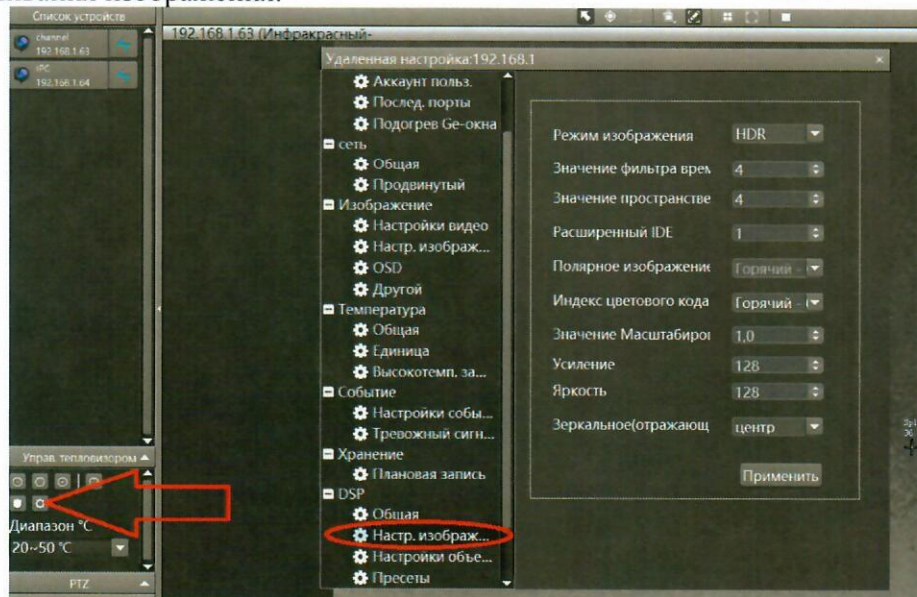 Список устройств
channel
192.168.1.63
IPC
192.168.1.64
192.168.1.63 (Инфракрасный-
Удаленная настройка:192.168.1
Аккаунт польз.
Послед. порты
Подогрев Ge-окна
сеть
Общая
Продвинутый
Изображение
Настройки видео
Настр. изображ...
OSD
Другой
Температура
Общая
Единица
Высокотемп. за...
Событие
Настройки собы...
Тревожный сигн...
Хранение
Плановая запись
DSP
Общая
Настр. изображ...
Настройки объе...
Пресеты
Режим изображения HDR
Значение фильтра врем 4
Значение пространстве 4
Расширенный IDE 1
Полярное изображение Горячий -
Индекс цветового кода Горячий -
Значение Масштабиров 1,0
Усиление 128
Яркость 128
Зеркальное(отражающ центр
Применить
Управ. тепловизором
Диапазон °C
20~50 °C
PTZ